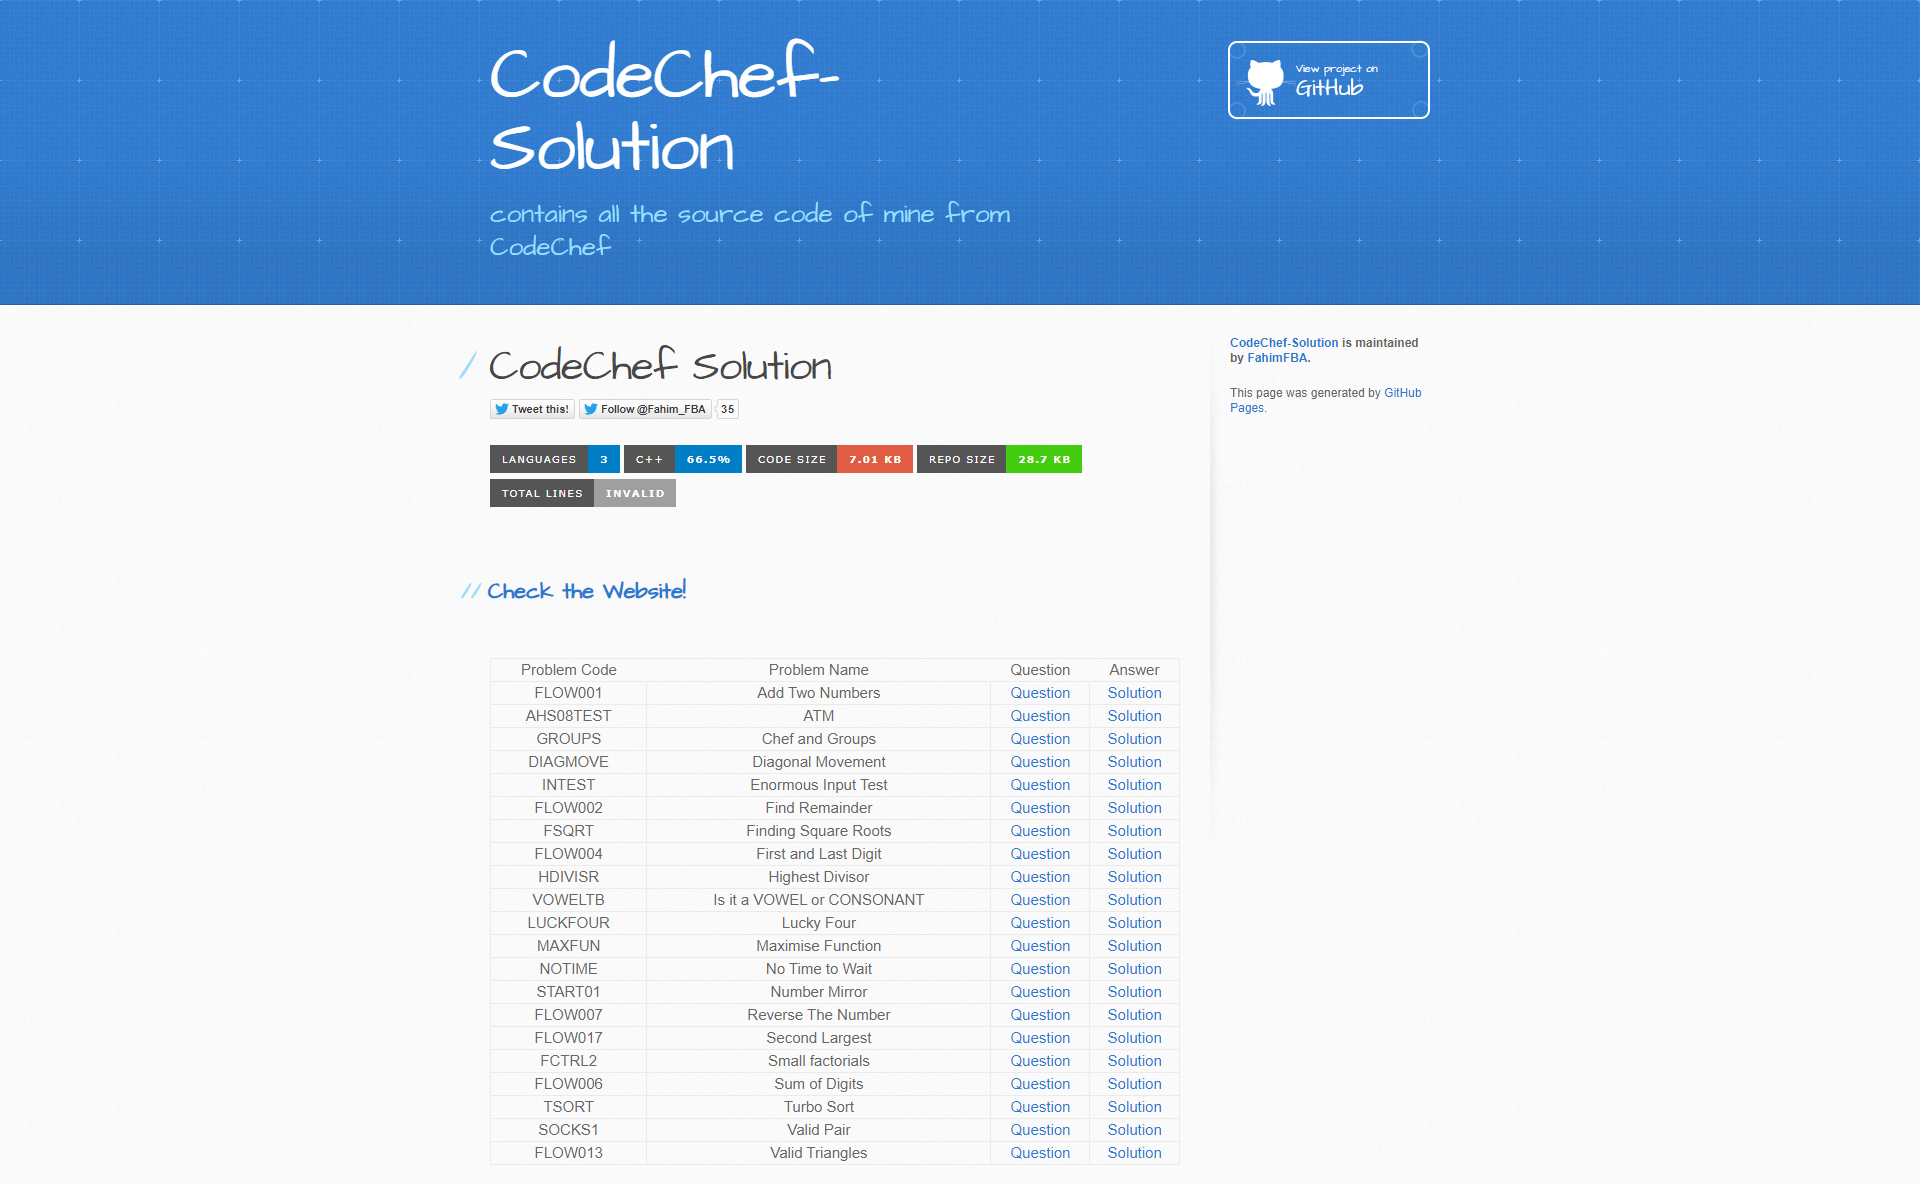 CodeChef-
Solution
contains all the source code of mine from
CodeChef
View project on
GitHub
/ CodeChef Solution
Tweet this! Follow @Fahim_FBA 35
LANGUAGES 3 C++ 66.5% CODE SIZE 7.01 KB REPO SIZE 28.7 KB
TOTAL LINES INVALID
// Check the Website!
Problem Code Problem Name Question Answer
FLOW001 Add Two Numbers Question Solution
AHS08TEST ATM Question Solution
GROUPS Chef and Groups Question Solution
DIAGMOVE Diagonal Movement Question Solution
INTEST Enormous Input Test Question Solution
FLOW002 Find Remainder Question Solution
FSQRT Finding Square Roots Question Solution
FLOW004 First and Last Digit Question Solution
HDIVISR Highest Divisor Question Solution
VOWELTB Is it a VOWEL or CONSONANT Question Solution
LUCKFOUR Lucky Four Question Solution
MAXFUN Maximise Function Question Solution
NOTIME No Time to Wait Question Solution
START01 Number Mirror Question Solution
FLOW007 Reverse The Number Question Solution
FLOW017 Second Largest Question Solution
FCTRL2 Small factorials Question Solution
FLOW006 Sum of Digits Question Solution
TSORT Turbo Sort Question Solution
SOCKS1 Valid Pair Question Solution
FLOW013 Valid Triangles Question Solution
CodeChef-Solution is maintained
by FahimFBA.
This page was generated by GitHub
Pages.